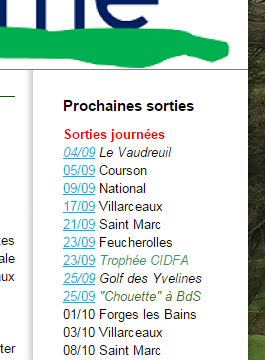 Prochaines sorties
Sorties journées
04/09 Le Vaudreuil
05/09 Courson
09/09 National
17/09 Villarceaux
21/09 Saint Marc
tes
23/09 Feucherolles
ale
23/09 Trophée CIDFA
aux
25/09 Golf des Yvelines
25/09 "Chouette" à BdS
01/10 Forges les Bains
03/10 Villarceaux
ter
08/10 Saint Marc